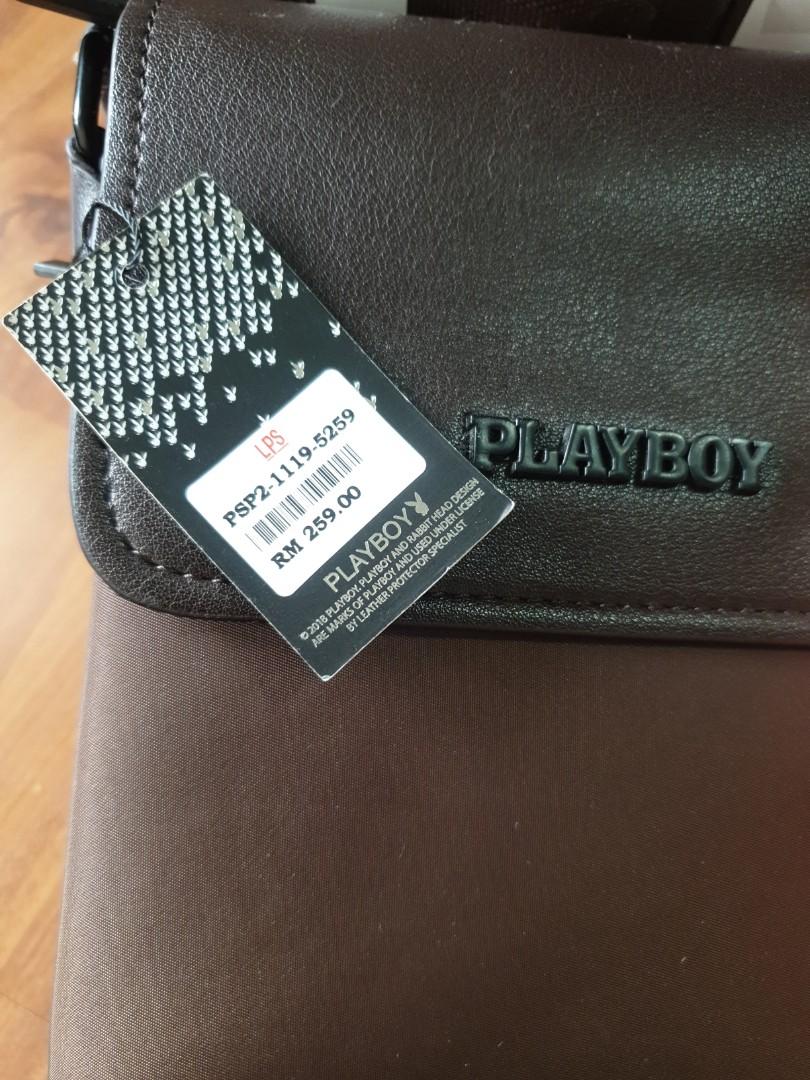 LPS
PSP2-1119-5259
RM 259.00
PLAYBOY
©2018 PLAYBOY, PLAYBOY AND RABBIT HEAD DESIGN
ARE MARKS OF PLAYBOY AND USED UNDER LICENSE
BY LEATHER PROTECTOR SPECIALIST
PLAYBOY